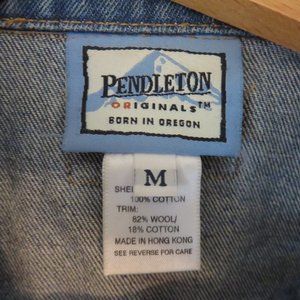 PENDLETON
ORIGINALS™
BORN IN OREGON
M
SHE
100% COTTON
TRIM:
82% WOOL/
18% COTTON
MADE IN HONG KONG
SEE REVERSE FOR CARE